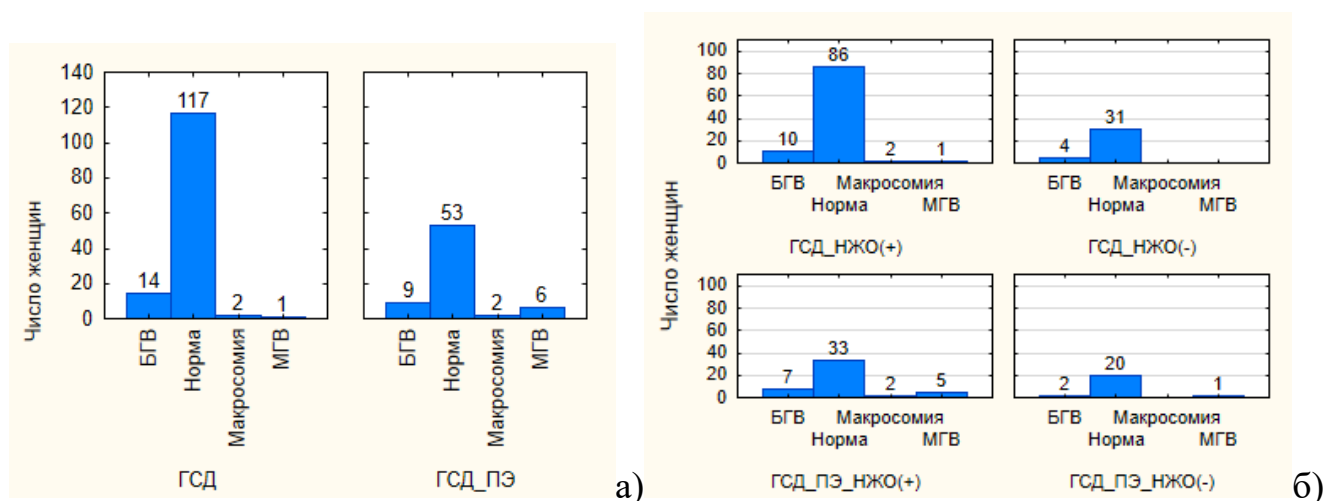 Число женщин
140
120
100
80
60
40
20
0
14
117
2
1
БГВ
Норма
Макросомия
МГВ
ГСД
9
53
2
6
БГВ
Норма
Макросомия
МГВ
ГСД_ПЭ
а)
Число женщин
100
80
60
40
20
0
10
86
2
1
БГВ Макросомия
Норма МГВ
ГСД_НЖО(+)
4
31
БГВ Макросомия
Норма МГВ
ГСД_НЖО(-)
100
80
60
40
20
0
7
33
2
5
БГВ Макросомия
Норма МГВ
ГСД_ПЭ_НЖО(+)
2
20
1
БГВ Макросомия
Норма МГВ
ГСД_ПЭ_НЖО(-)
б)